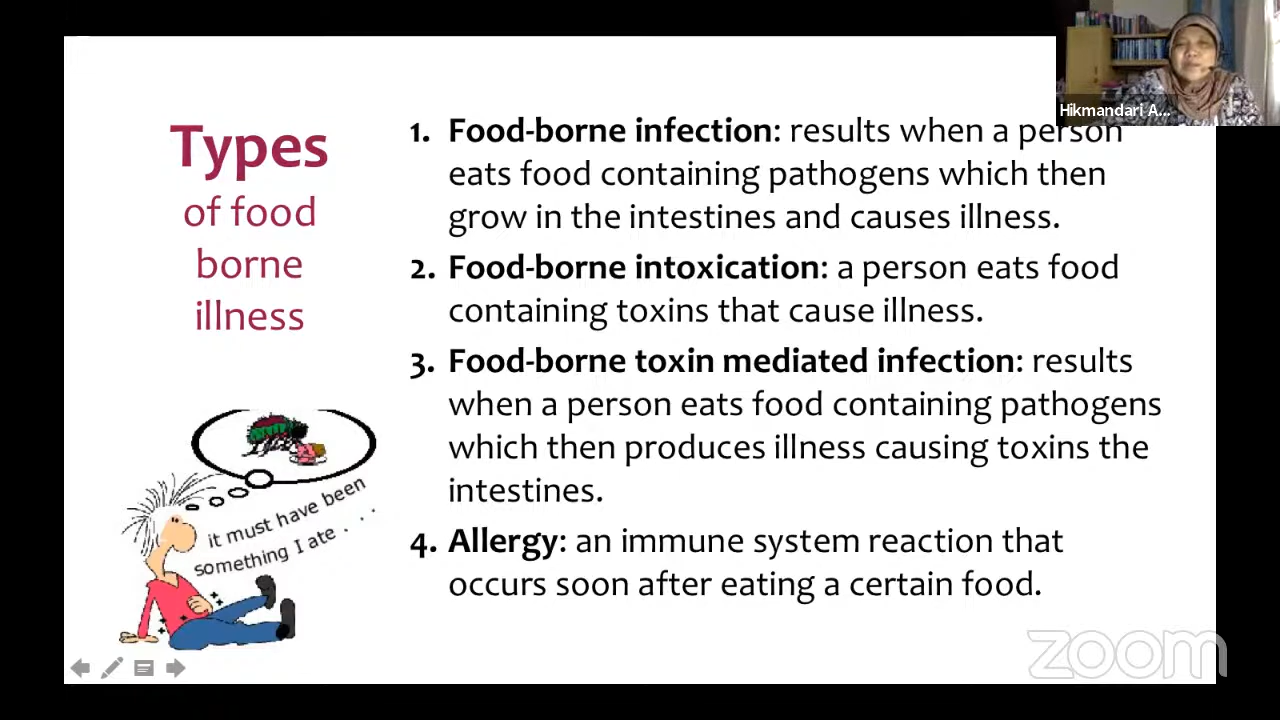 Hikmandari A...
Types
of food
borne
illness
1. Food-borne infection: results when a person
eats food containing pathogens which then
grow in the intestines and causes illness.
2. Food-borne intoxication: a person eats food
containing toxins that cause illness.
3. Food-borne toxin mediated infection: results
when a person eats food containing pathogens
which then produces illness causing toxins the
intestines.
4. Allergy: an immune system reaction that
occurs soon after eating a certain food.
it must have been
something I ate . . .
zoom